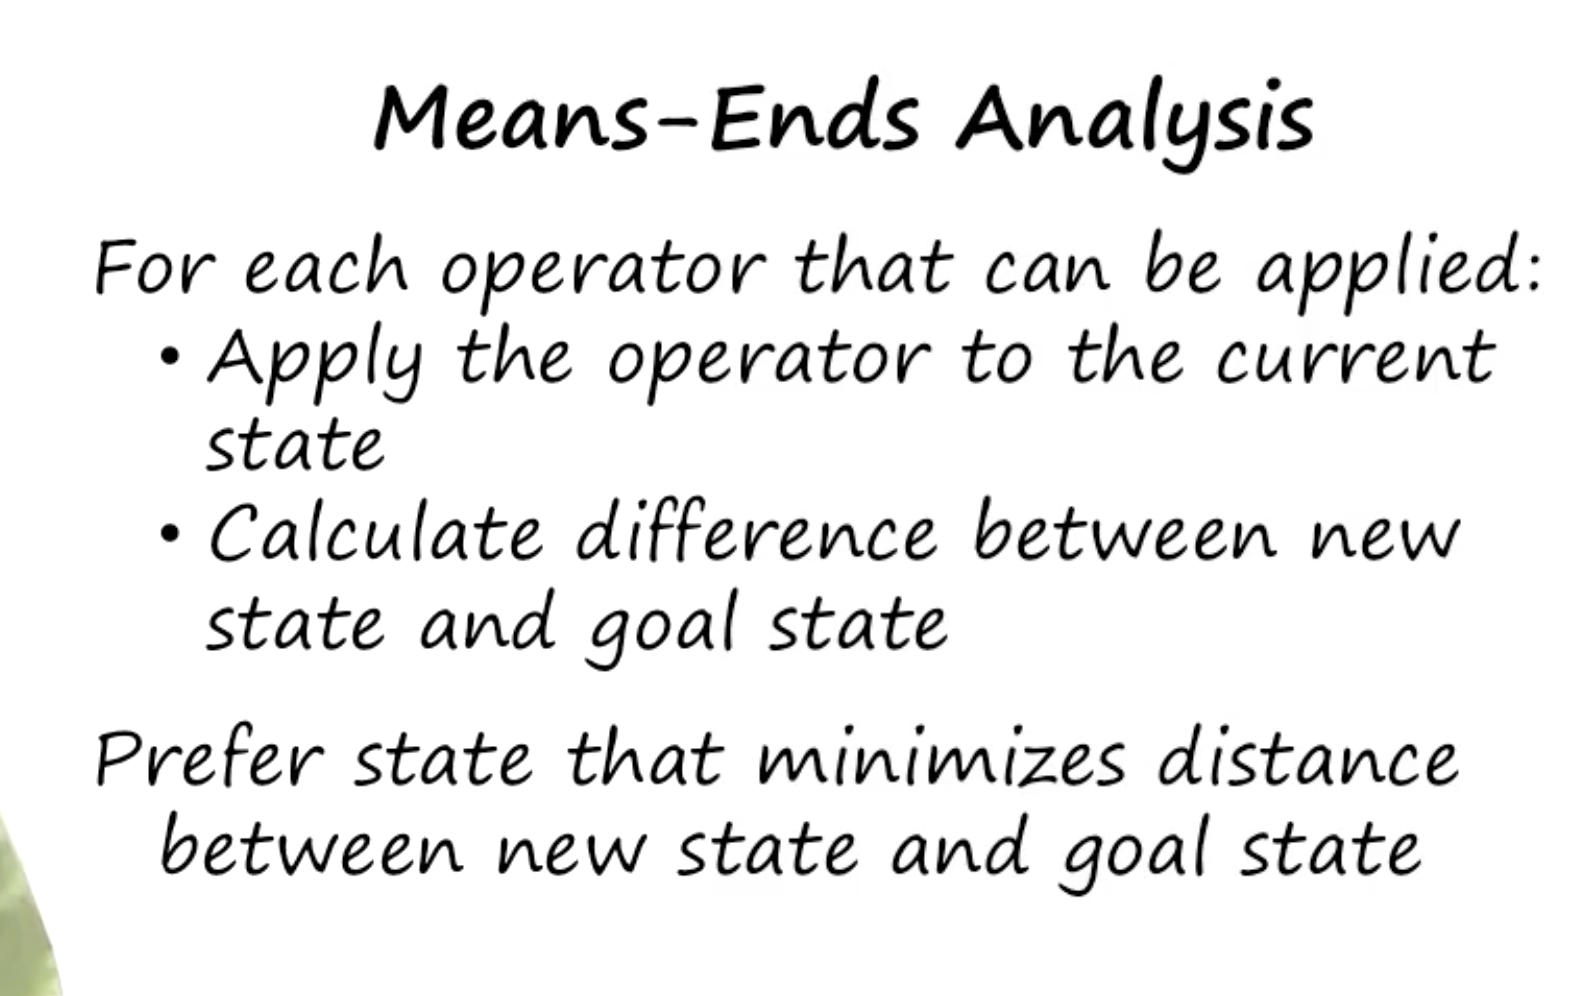 Means-Ends Analysis
For each operator that can be applied:
• Apply the operator to the current
state
• Calculate difference between new
state and goal state
Prefer state that minimizes distance
between new state and goal state